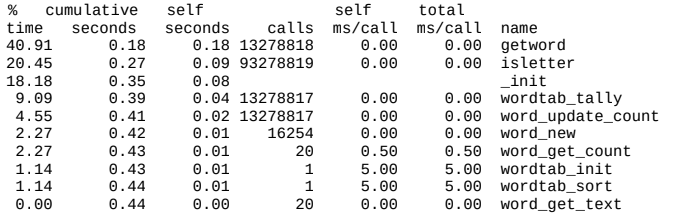 %   cumulative   self              self     total
time   seconds   seconds    calls  ms/call  ms/call  name
40.91      0.18     0.18 13278818     0.00     0.00  getword
20.45      0.27     0.09 93278819     0.00     0.00  isletter
18.18      0.35     0.08                             _init
9.09      0.39     0.04 13278817     0.00     0.00  wordtab_tally
4.55      0.41     0.02 13278817     0.00     0.00  word_update_count
2.27      0.42     0.01    16254     0.00     0.00  word_new
2.27      0.43     0.01       20     0.50     0.50  word_get_count
1.14      0.43     0.01        1     5.00     5.00  wordtab_init
1.14      0.44     0.01        1     5.00     5.00  wordtab_sort
0.00      0.44     0.00       20     0.00     0.00  word_get_text